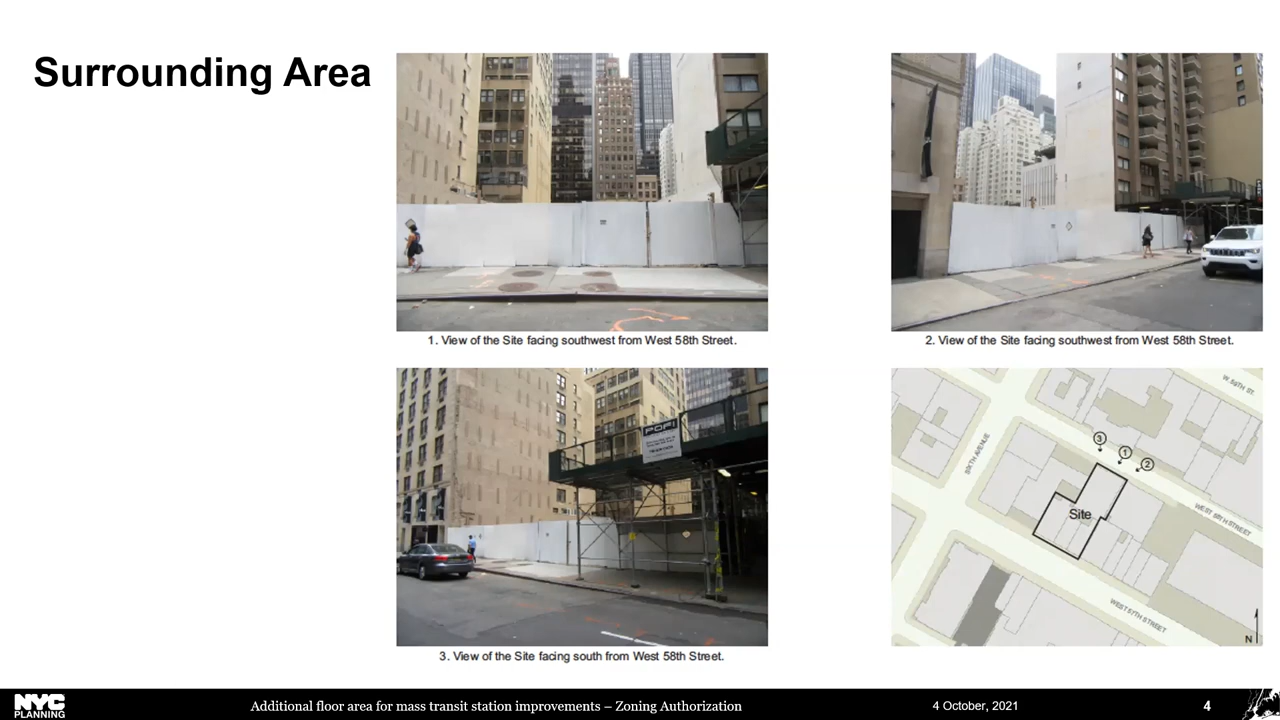 Surrounding Area
1. View of the Site facing southwest from West 58th Street.
2. View of the Site facing southwest from West 58th Street.
3. View of the Site facing south from West 58th Street.
W. 59TH ST.
SIXTH AVENUE
3
1
2
Site
WEST 58TH STREET
WEST 57TH STREET
N
NYC
PLANNING
Additional floor area for mass transit station improvements – Zoning Authorization
4 October, 2021
4